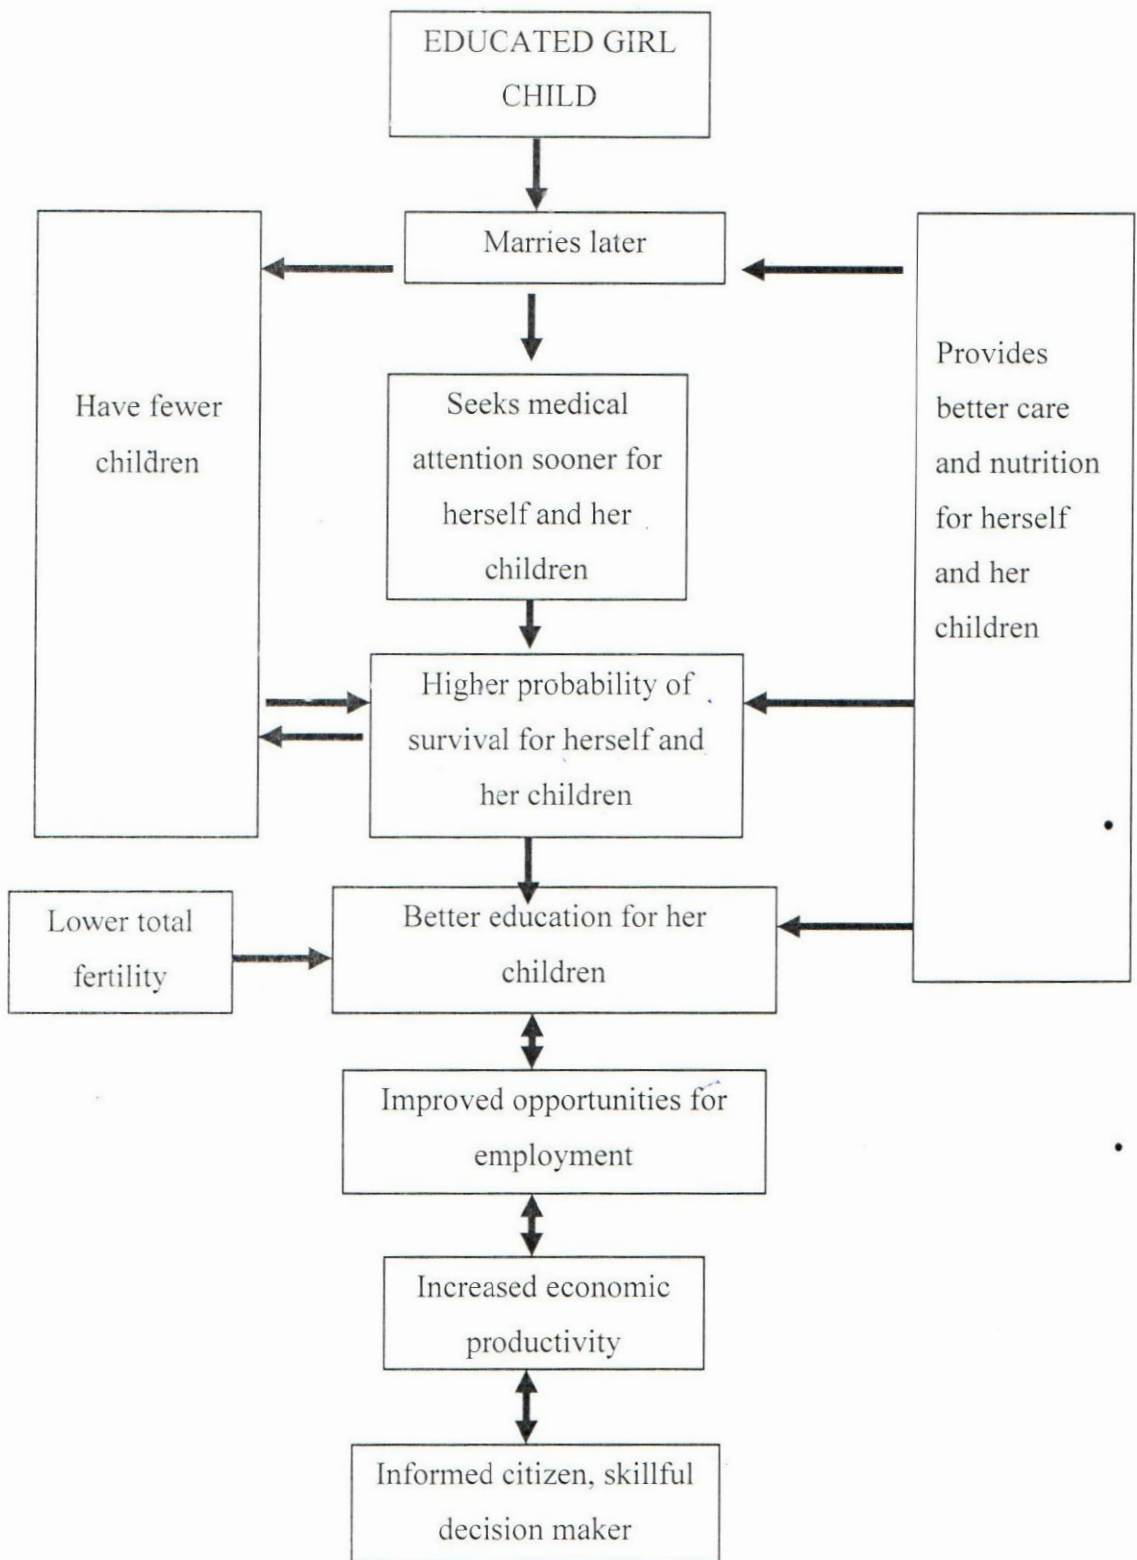 EDUCATED GIRL
CHILD
Marries later
Have fewer
children
Seeks medical
attention sooner for
herself and her
children
Provides
better care
and nutrition
for herself
and her
children
Higher probability of
survival for herself and
her children
Lower total
fertility
Better education for her
children
Improved opportunities for
employment
Increased economic
productivity
Informed citizen, skillful
decision maker